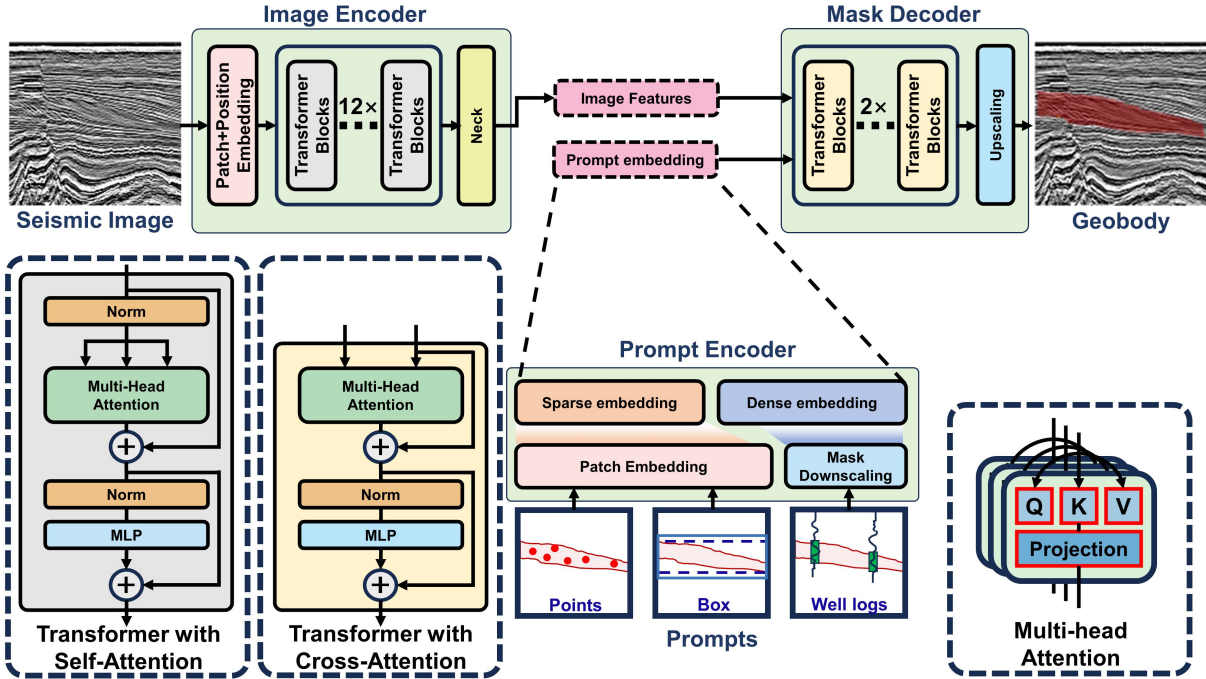 Image Encoder
Mask Decoder
Patch+Position
Embedding
Transformer
Blocks
12×
Transformer
Blocks
Neck
Image Features
Prompt embedding
Transformer
Blocks
2×
Transformer
Blocks
Upscaling
Seismic Image
Geobody
Norm
Multi-Head
Attention
+
Norm
MLP
+
Transformer with
Self-Attention
Multi-Head
Attention
+
Norm
MLP
+
Transformer with
Cross-Attention
Prompt Encoder
Sparse embedding
Dense embedding
Patch Embedding
Mask
Downscaling
Points
Box
Well logs
Prompts
Q K V
Projection
Multi-head
Attention